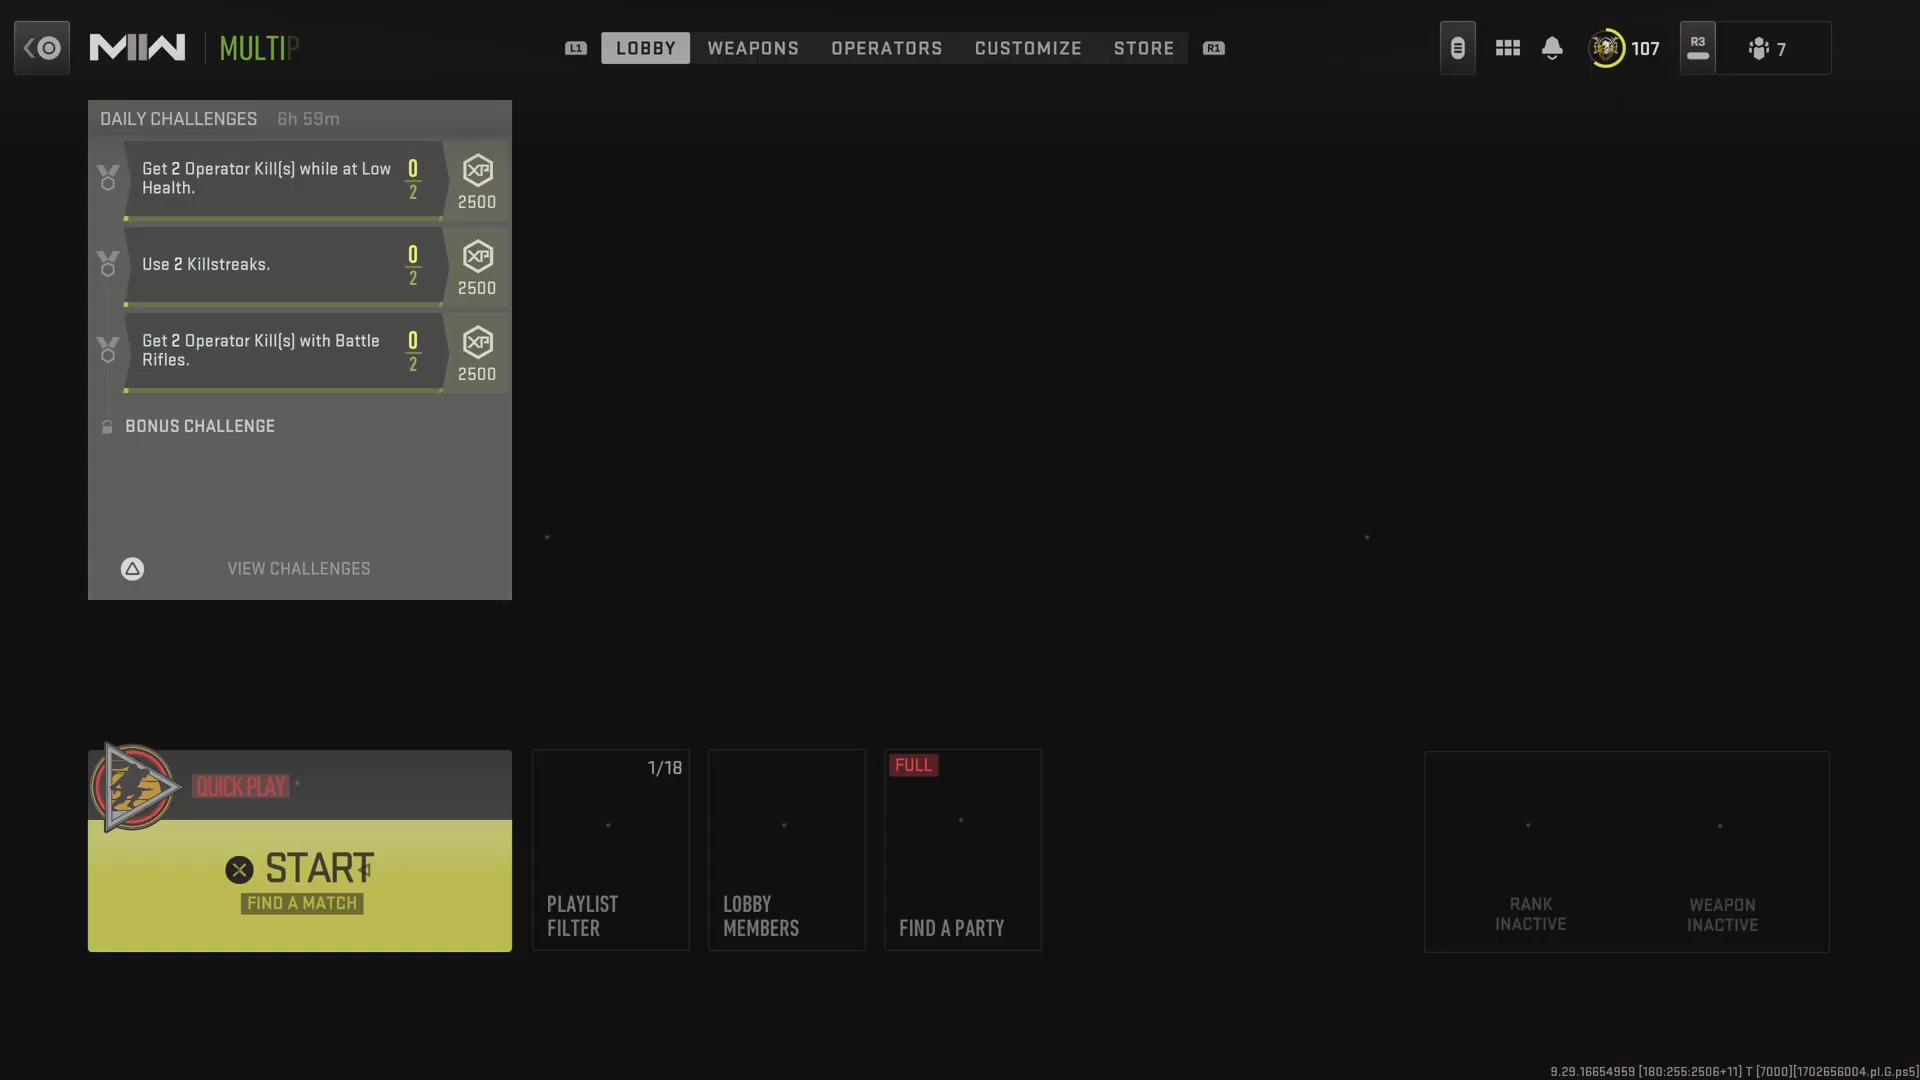 MW
MULTIP
L1
LOBBY
WEAPONS
OPERATORS
CUSTOMIZE
STORE
R1
107
R3
7
DAILY CHALLENGES 6h 59m
Get 2 Operator Kill(s) while at Low
Health.
0
2
XP
2500
Use 2 Killstreaks.
0
2
XP
2500
Get 2 Operator Kill(s) with Battle
Rifles.
0
2
XP
2500
BONUS CHALLENGE
VIEW CHALLENGES
QUICK PLAY
START
FIND A MATCH
1/18
PLAYLIST
FILTER
LOBBY
MEMBERS
FULL
FIND A PARTY
RANK
INACTIVE
WEAPON
INACTIVE
9.29.16654959 [180:255:2506+11] T [7000][1702656004.pl.G.ps5]